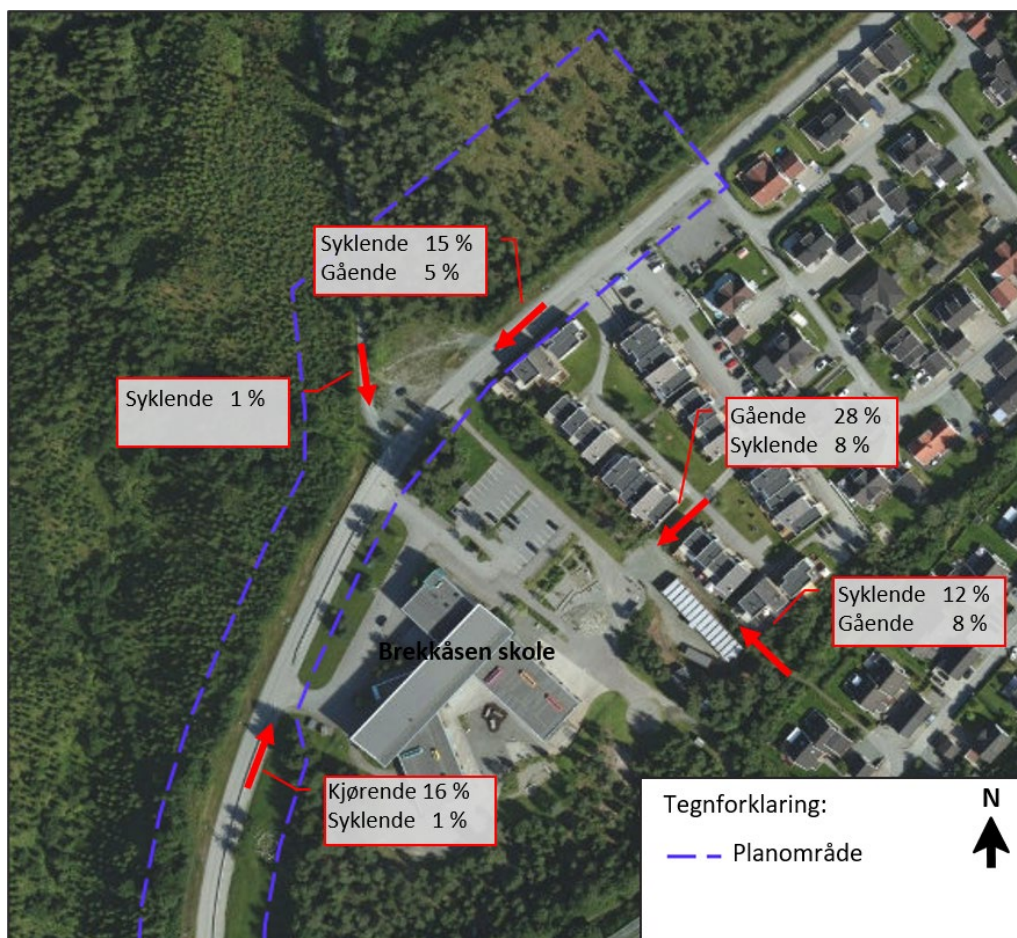 Syklende 15 %
Gående 5 %
Syklende 1 %
Gående 28 %
Syklende 8 %
Syklende 12 %
Gående 8 %
Brekkåsen skole
Kjørende 16 %
Syklende 1 %
Tegnforklaring:
N
Planområde